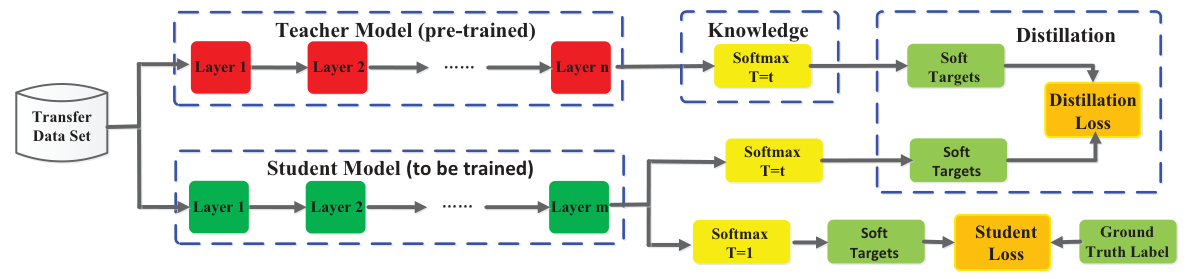 Teacher Model (pre-trained)
Layer 1
Layer 2
......
Layer n
Knowledge
Softmax
T=t
Distillation
Soft
Targets
Distillation
Loss
Transfer
Data Set
Student Model (to be trained)
Layer 1
Layer 2
......
Layer m
Softmax
T=t
Soft
Targets
Softmax
T=1
Soft
Targets
Student
Loss
Ground
Truth Label